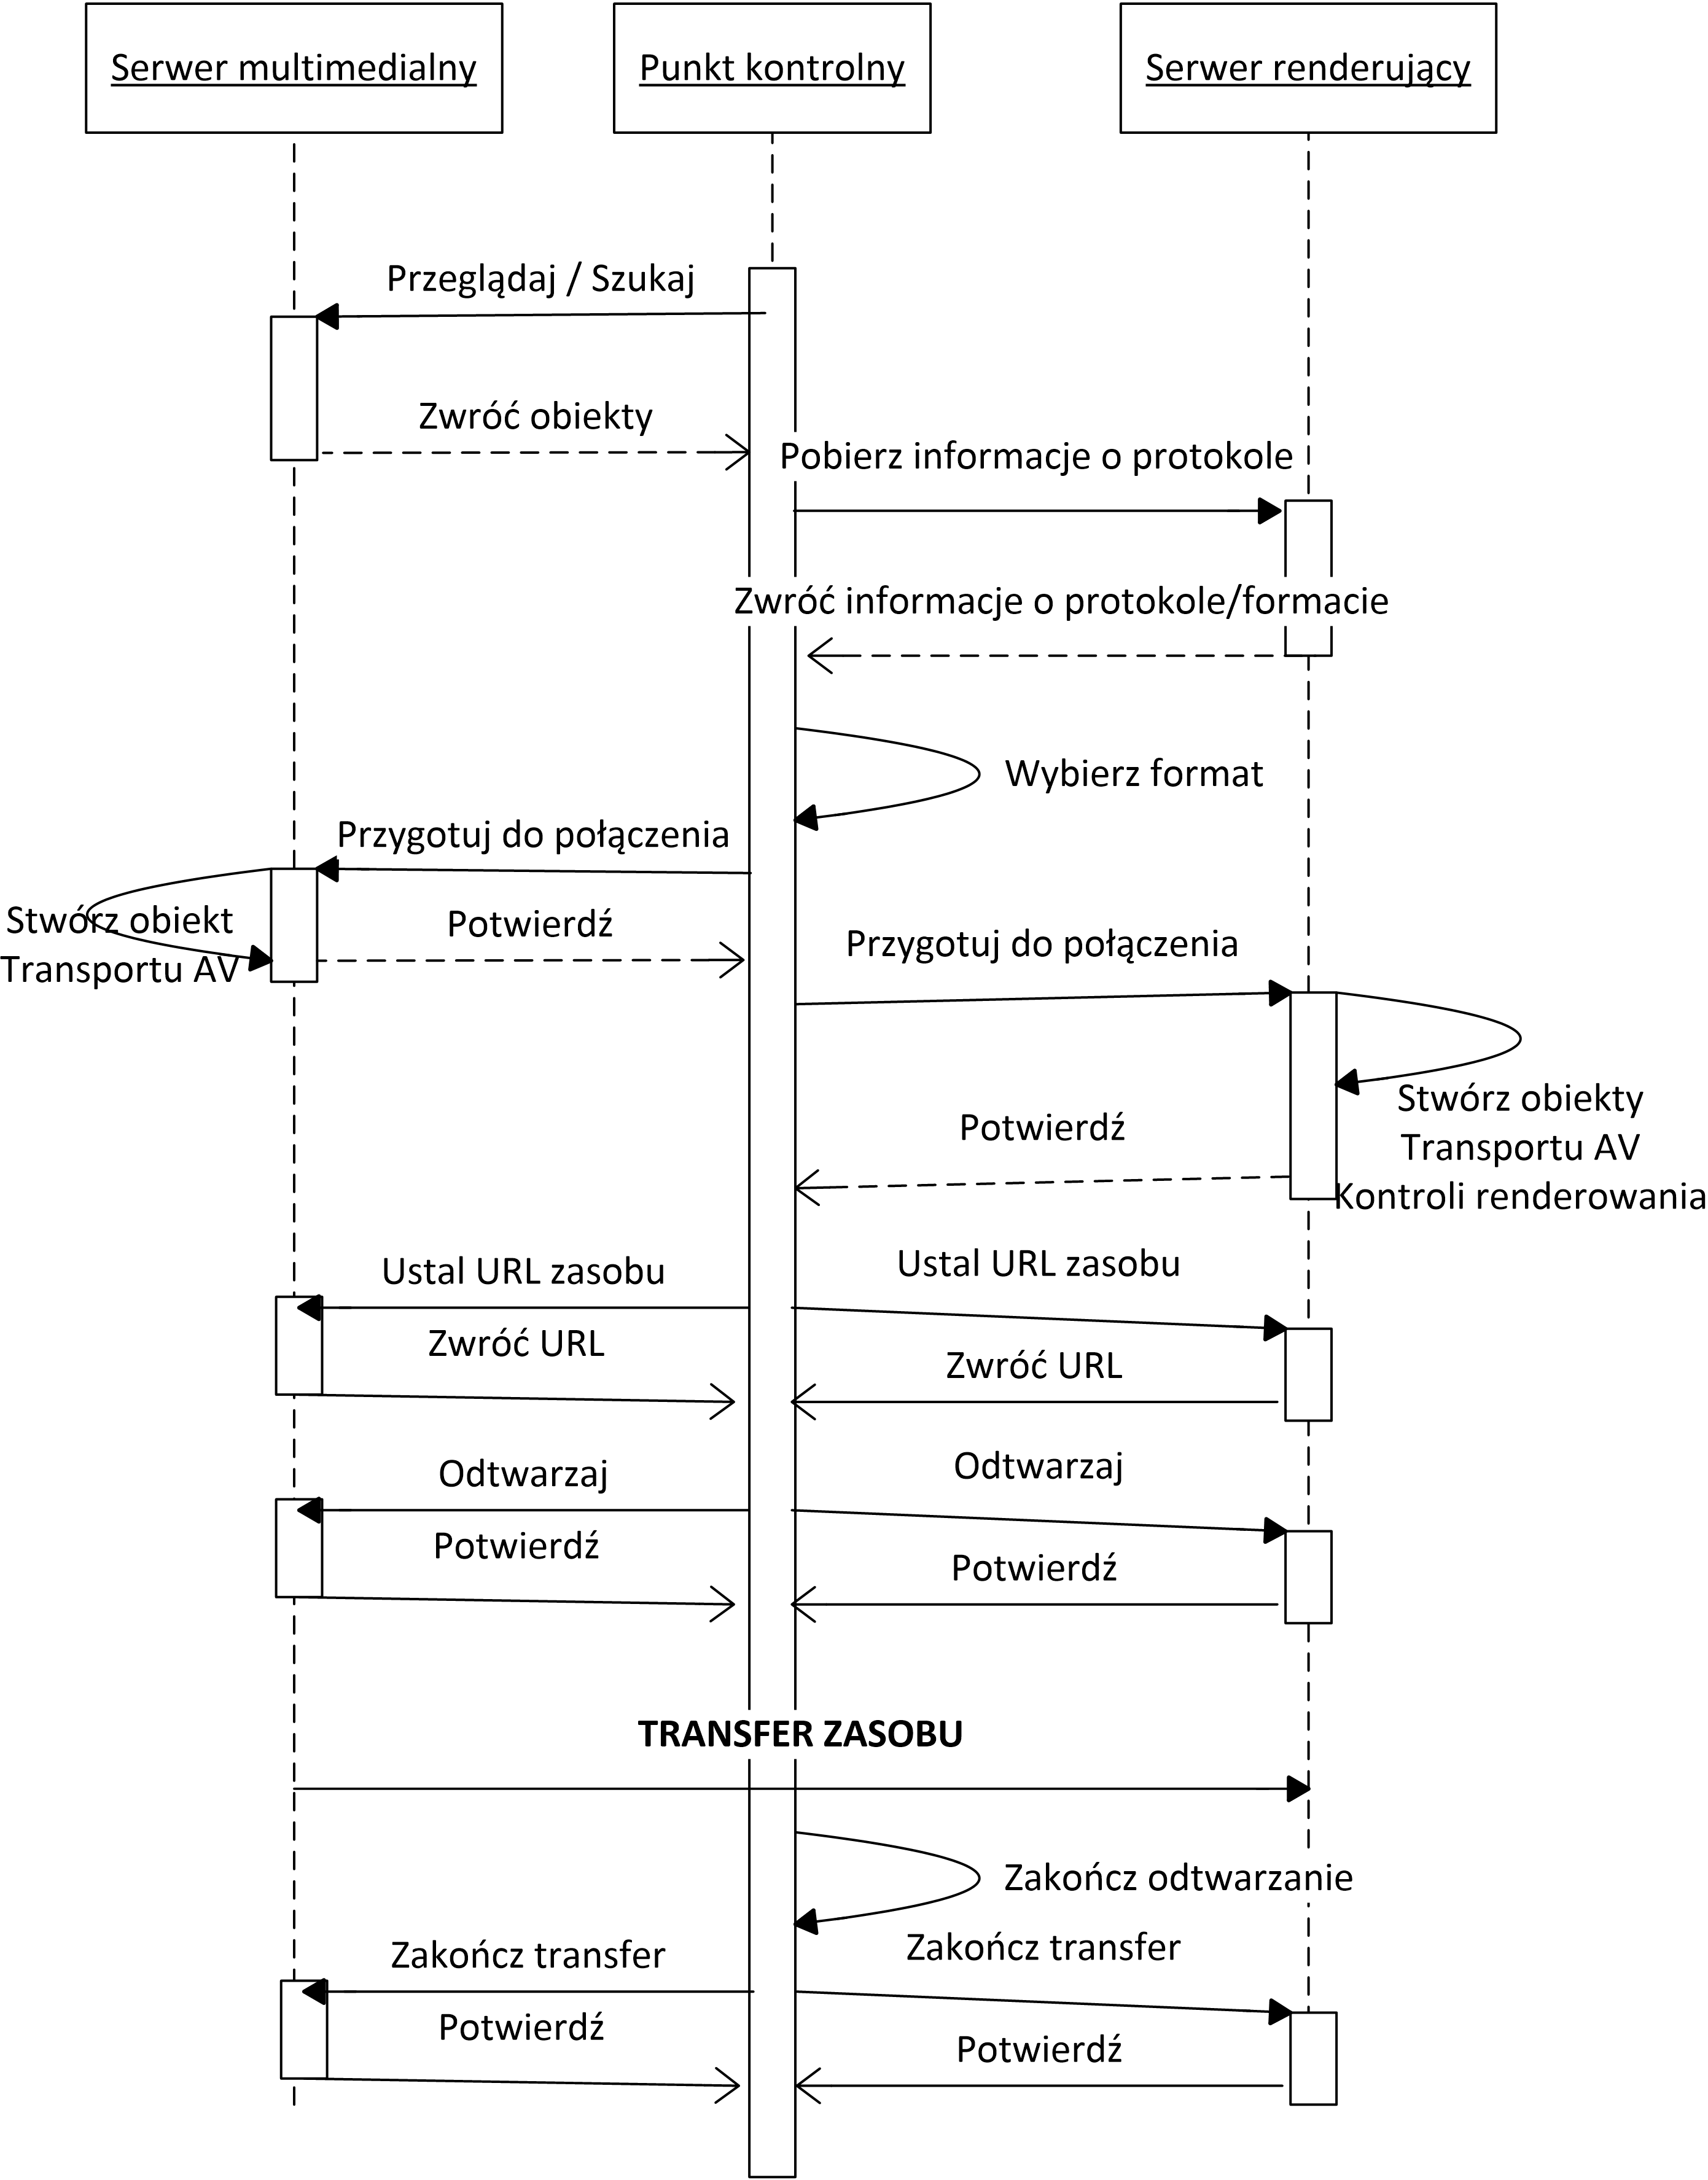 Serwer multimedialny
Punkt kontrolny
Serwer renderujący
Przeglądaj / Szukaj
Zwróć obiekty
Pobierz informacje o protokole
Zwróć informacje o protokole/formacie
Wybierz format
Przygotuj do połączenia
Stwórz obiekt
Transportu AV
Potwierdź
Przygotuj do połączenia
Stwórz obiekty
Transportu AV
Kontroli renderowania
Potwierdź
Ustal URL zasobu
Ustal URL zasobu
Zwróć URL
Zwróć URL
Odtwarzaj
Odtwarzaj
Potwierdź
Potwierdź
TRANSFER ZASOBU
Zakończ odtwarzanie
Zakończ transfer
Zakończ transfer
Potwierdź
Potwierdź